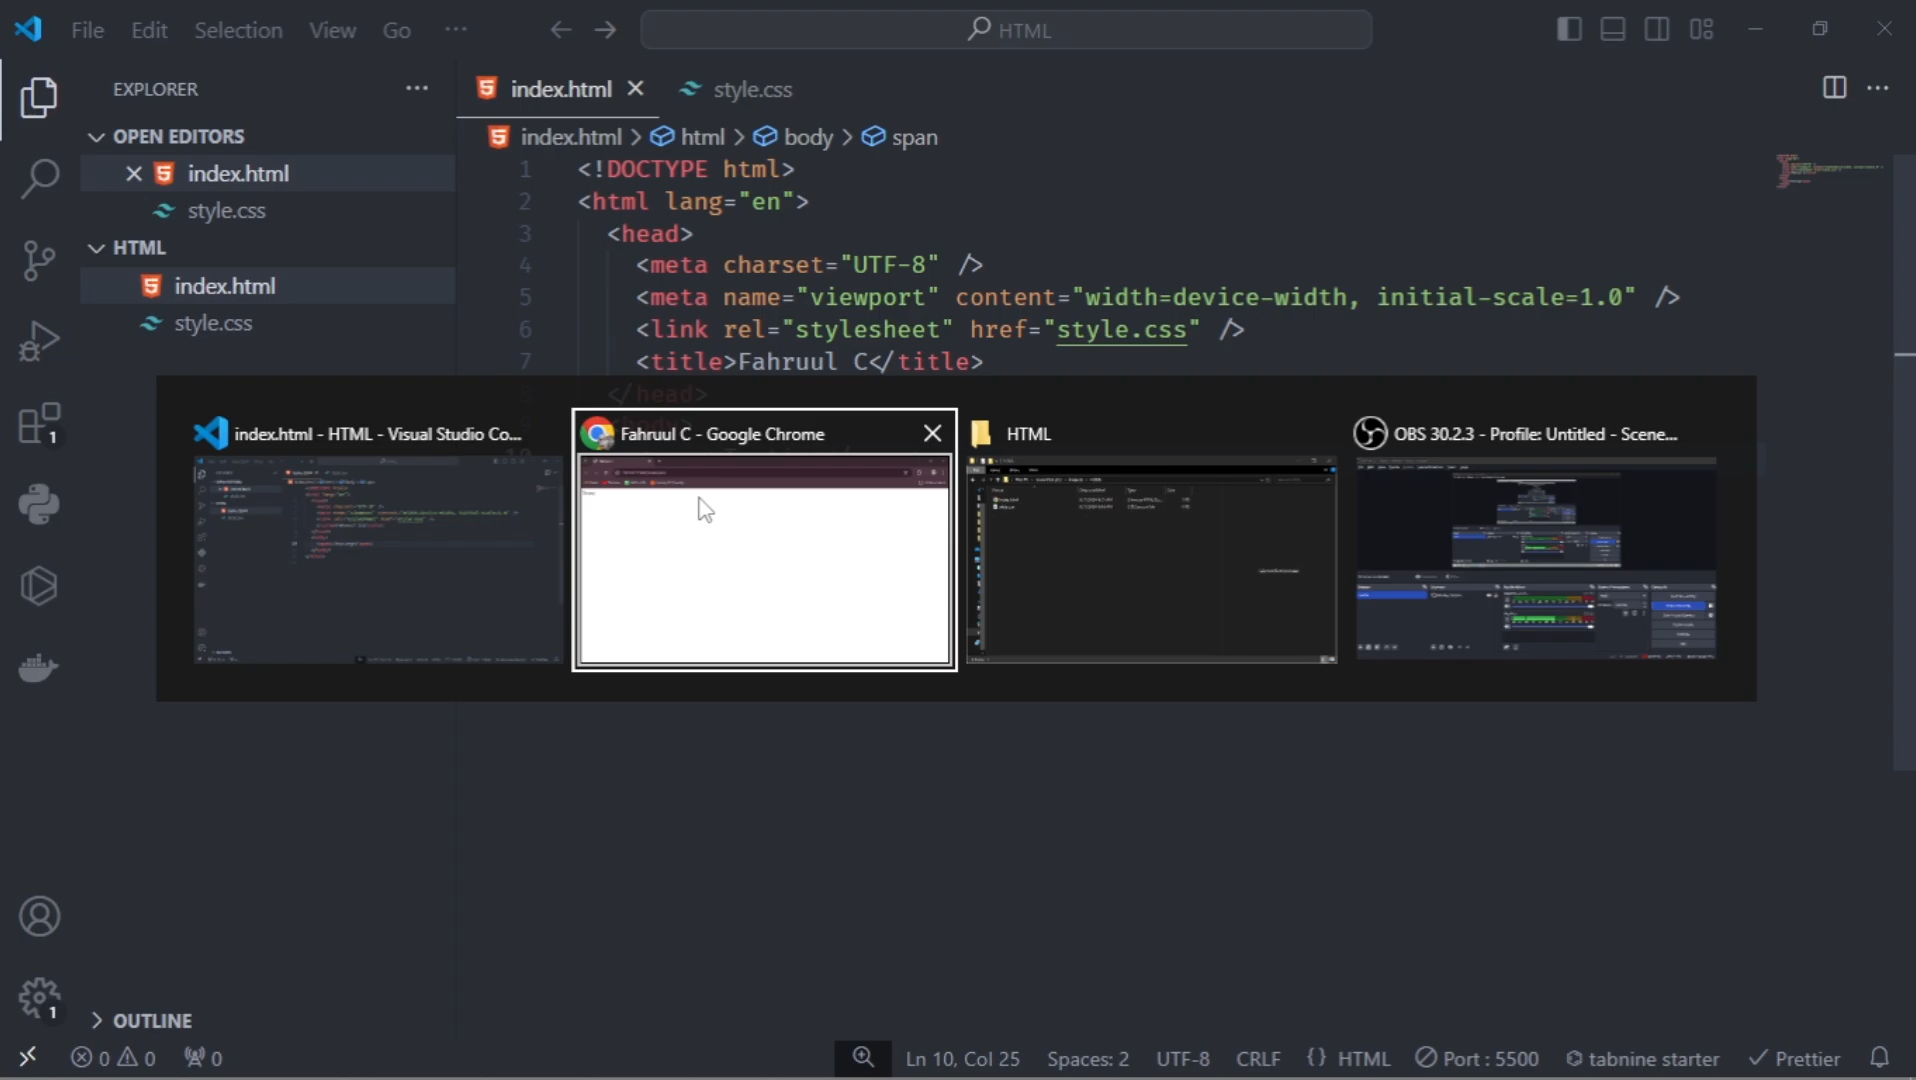 File Edit Selection View Go ...
HTML
EXPLORER
OPEN EDITORS
index.html
style.css
HTML
index.html
style.css
index.html
style.css
index.html > html > body > span
1 <!DOCTYPE html>
2 <html lang="en">
3 <head>
4 <meta charset="UTF-8" />
5 <meta name="viewport" content="width=device-width, initial-scale=1.0" />
6 <link rel="stylesheet" href="style.css" />
7 <title>Fahruul C</title>
</head>
index.html - HTML - Visual Studio Co...
Fahruul C - Google Chrome
HTML
OBS 30.2.3 - Profile: Untitled - Scene...
1
1
OUTLINE
0 0 0
Ln 10, Col 25
Spaces: 2
UTF-8
CRLF
{} HTML
Port : 5500
tabnine starter
Prettier